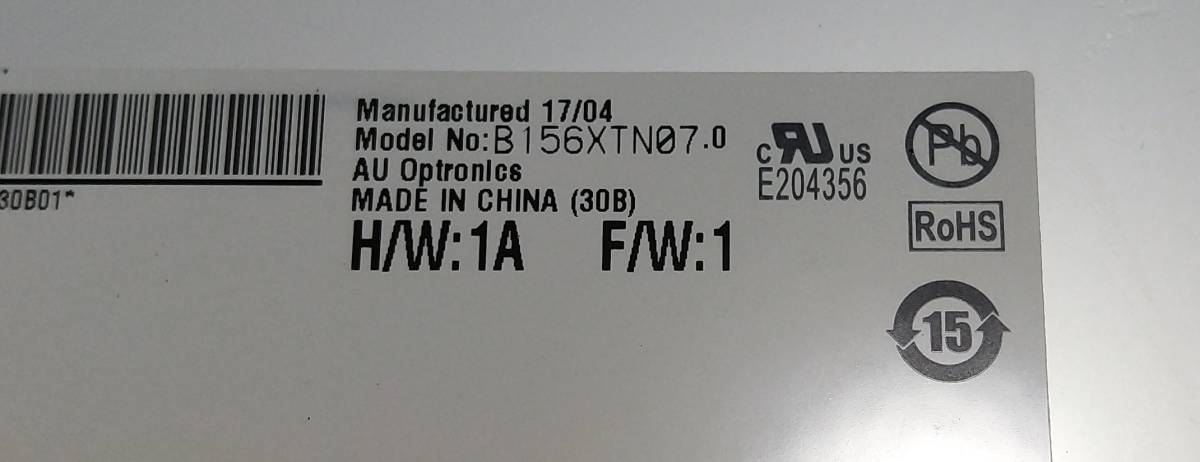 Manufactured 17/04
Model No:B156XTN07.0
AU Optronics
MADE IN CHINA (30B)
H/W:1A F/W:1
30B01*
c RU US
E204356
Pb
RoHS
15